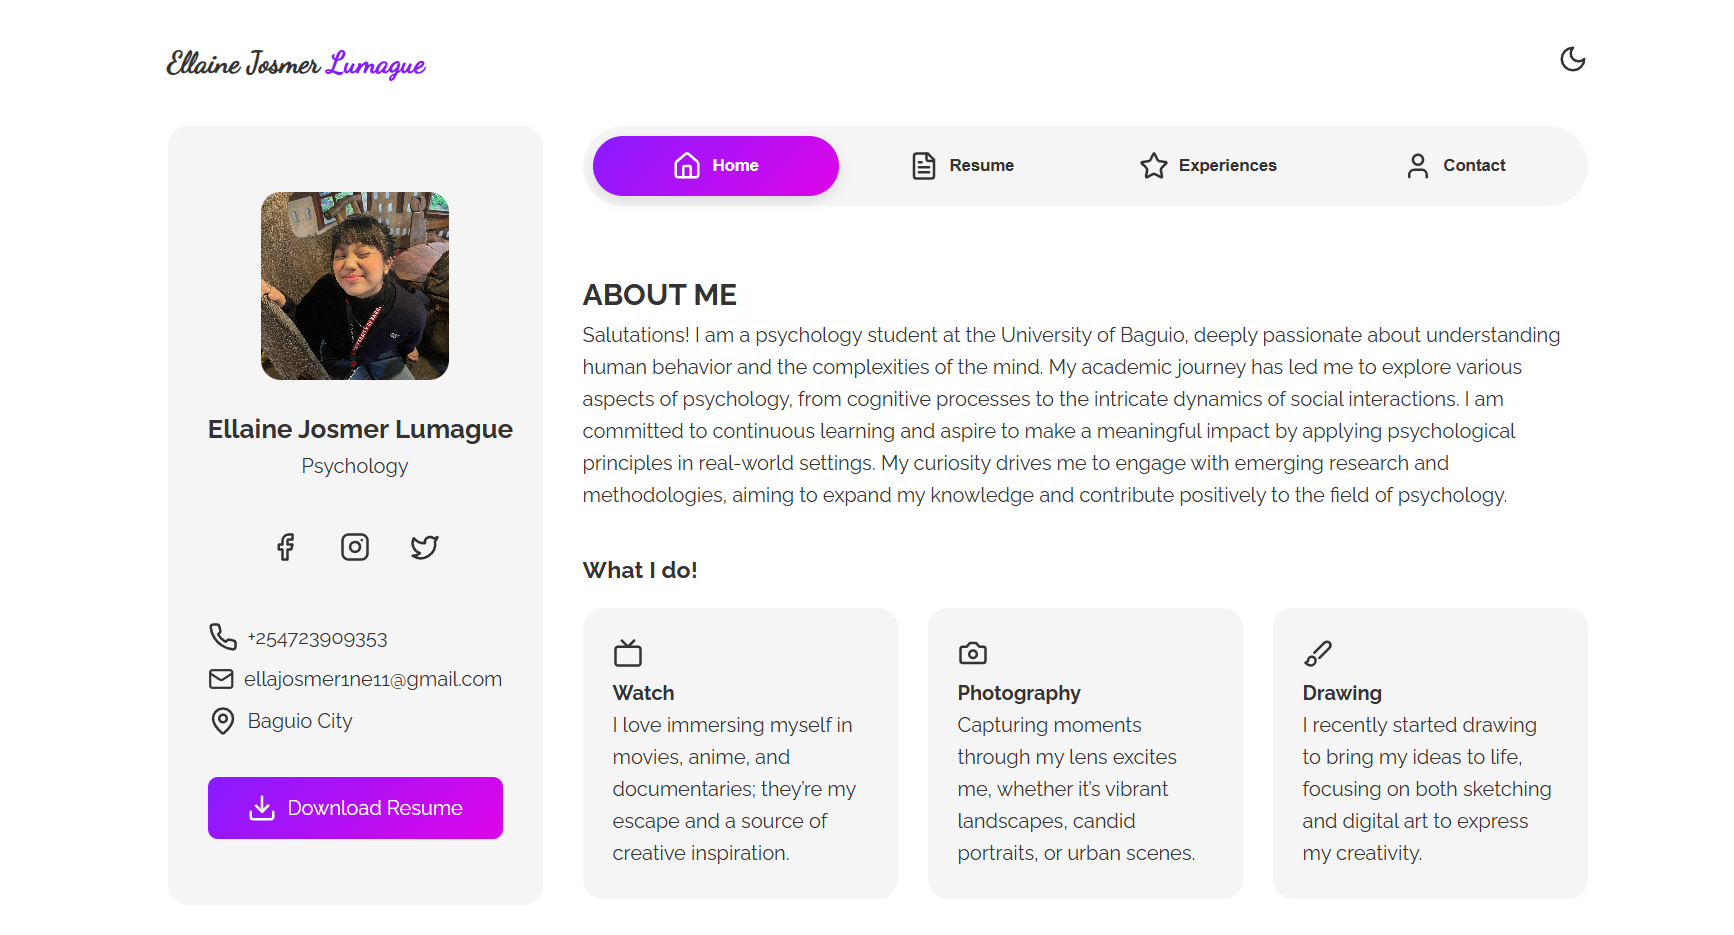 Ellaine Josmer Lumague
Home
Resume
Experiences
Contact
Ellaine Josmer Lumague
Psychology
+254723909353
ellajosmer1ne11@gmail.com
Baguio City
Download Resume
ABOUT ME
Salutations! I am a psychology student at the University of Baguio, deeply passionate about understanding
human behavior and the complexities of the mind. My academic journey has led me to explore various
aspects of psychology, from cognitive processes to the intricate dynamics of social interactions. I am
committed to continuous learning and aspire to make a meaningful impact by applying psychological
principles in real-world settings. My curiosity drives me to engage with emerging research and
methodologies, aiming to expand my knowledge and contribute positively to the field of psychology.
What I do!
Watch
I love immersing myself in
movies, anime, and
documentaries; they're my
escape and a source of
creative inspiration.
Photography
Capturing moments
through my lens excites
me, whether it's vibrant
landscapes, candid
portraits, or urban scenes.
Drawing
I recently started drawing
to bring my ideas to life,
focusing on both sketching
and digital art to express
my creativity.